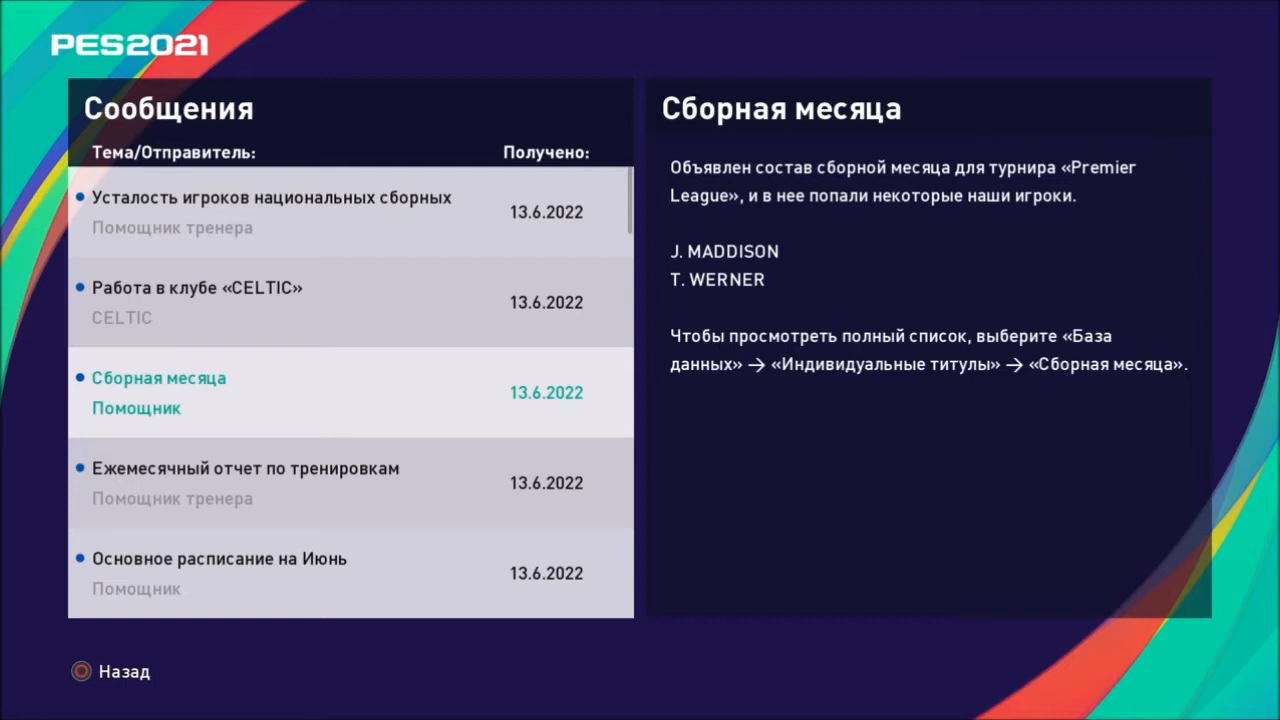 PES2021
Сообщения
Тема/Отправитель: Получено:
Усталость игроков национальных сборных
Помощник тренера
13.6.2022
Работа в клубе «CELTIC»
CELTIC
13.6.2022
Сборная месяца
Помощник
13.6.2022
Ежемесячный отчет по тренировкам
Помощник тренера
13.6.2022
Основное расписание на Июнь
Помощник
13.6.2022
Сборная месяца
Объявлен состав сборной месяца для турнира «Premier
League», и в нее попали некоторые наши игроки.
J. MADDISON
T. WERNER
Чтобы просмотреть полный список, выберите «База
данных» → «Индивидуальные титулы» → «Сборная месяца».
Назад